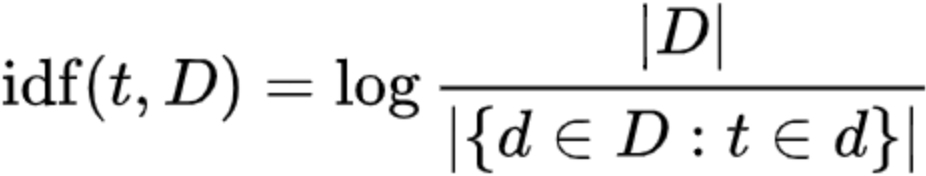 idf(t, D) = log |D| / |{d ∈ D : t ∈ d}|